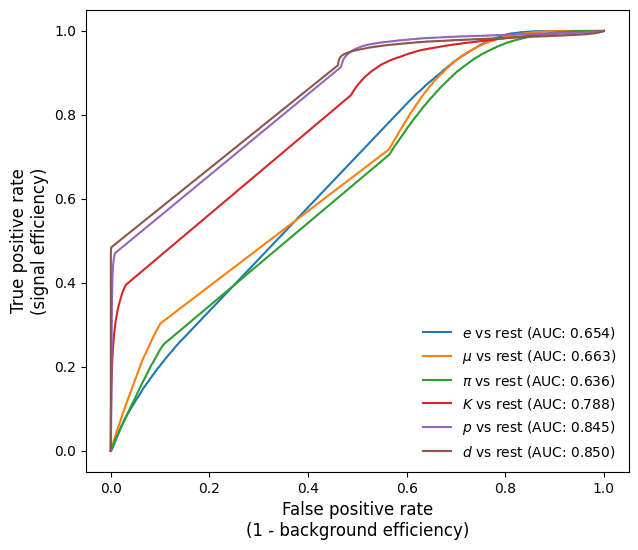 True positive rate
(signal efficiency)
1.0
0.8
0.6
0.4
0.2
0.0
e vs rest (AUC: 0.654)
μ vs rest (AUC: 0.663)
π vs rest (AUC: 0.636)
K vs rest (AUC: 0.788)
p vs rest (AUC: 0.845)
d vs rest (AUC: 0.850)
0.0 0.2 0.4 0.6 0.8 1.0
False positive rate
(1 - background efficiency)